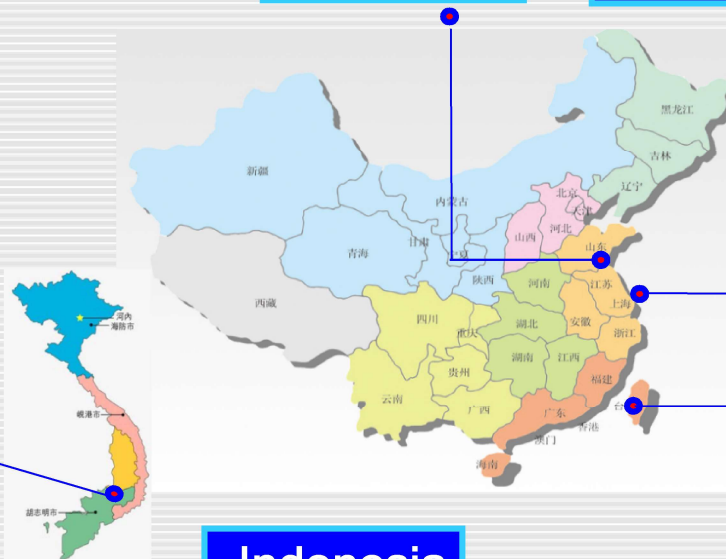 黑龙江
吉林
辽宁
新疆
内蒙古
北京
天津
河北
山西
山东
甘肃
宁夏
青海
陕西
河南
江苏
上海
西藏
四川
重庆
湖北
安徽
浙江
湖南
江西
贵州
福建
云南
广西
广东
台
香港
澳门
海南
河内
海防市
岘港市
胡志明市
Indonesia